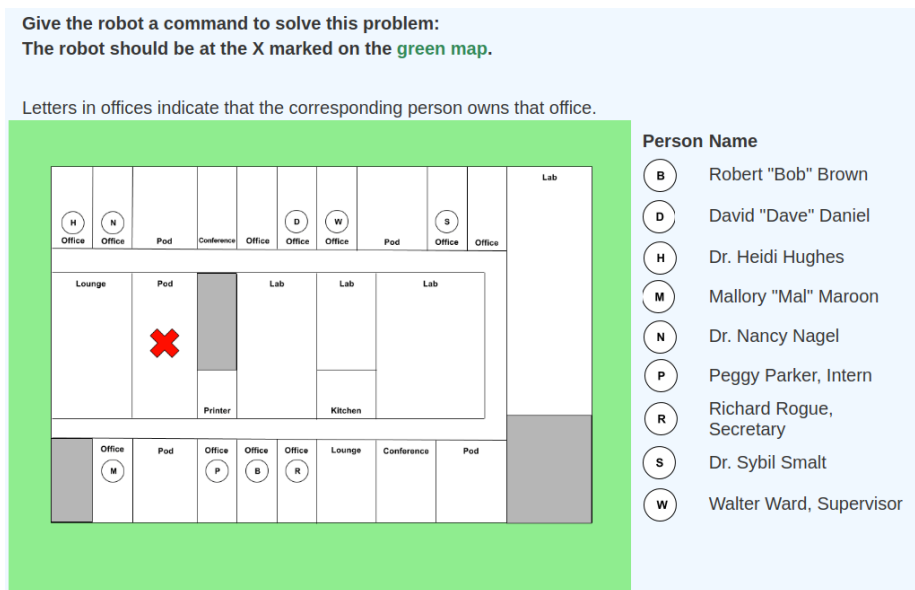 Give the robot a command to solve this problem:
The robot should be at the X marked on the green map.
Letters in offices indicate that the corresponding person owns that office.
Person Name
B Robert "Bob" Brown
D David "Dave" Daniel
H Dr. Heidi Hughes
M Mallory "Mal" Maroon
N Dr. Nancy Nagel
P Peggy Parker, Intern
R Richard Rogue,
Secretary
S Dr. Sybil Smalt
W Walter Ward, Supervisor
Lab
H N D W S
Office Office Pod Conference Office Office Office Pod Office Office
Lounge Pod Lab Lab Lab
Printer Kitchen
Office Pod Office Office Office Lounge Conference Pod
M P B R